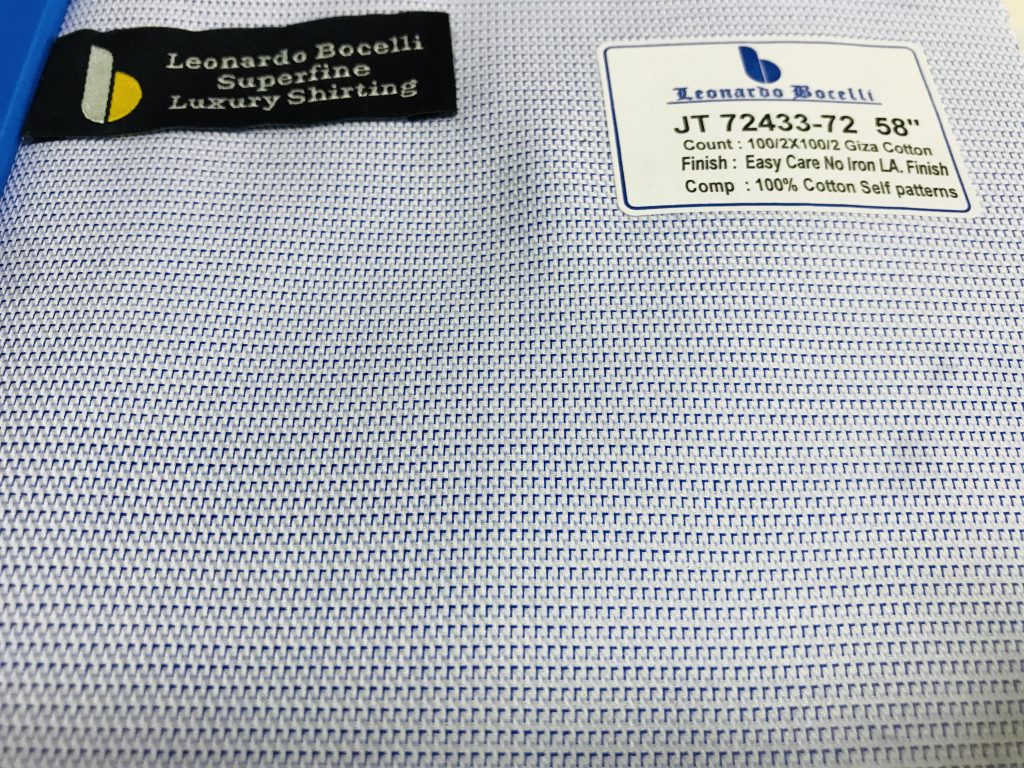 Leonardo Bocelli
Superfine
Luxury Shirting
Leonardo Bocelli
JT 72433-72 58"
Count : 100/2X100/2 Giza Cotton
Finish : Easy Care No Iron LA. Finish
Comp : 100% Cotton Self patterns